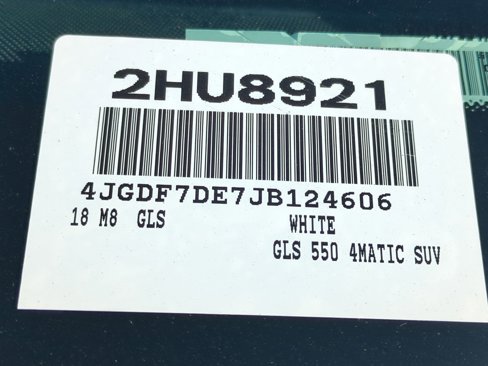 2HU8921
4JGDF7DE7JB124606
18 M8 GLS WHITE
GLS 550 4MATIC SUV